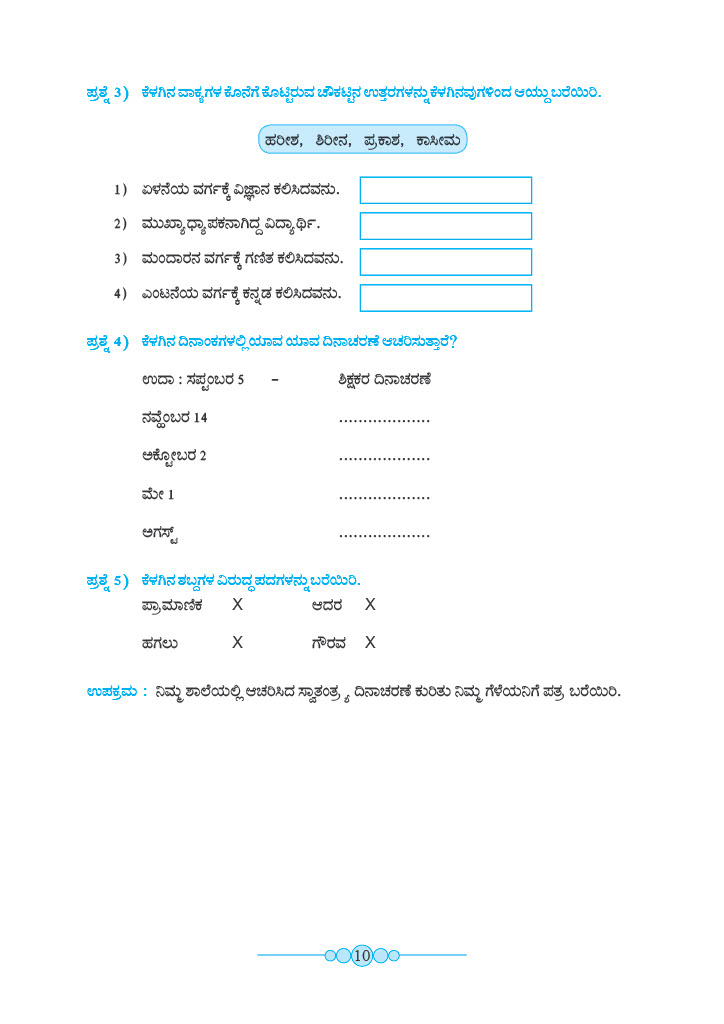 ಪ್ರಶ್ನೆ 3) ಕೆಳಗಿನ ವಾಕ್ಯಗಳ ಕೊನೆಗೆ ಕೊಟ್ಟಿರುವ ಚೌಕಟ್ಟಿನ ಉತ್ತರಗಳನ್ನು ಕೆಳಗಿನವುಗಳಿಂದ ಆಯ್ದು ಬರೆಯಿರಿ.
ಹರೀಶ, ಶಿರೀನ, ಪ್ರಕಾಶ, ಕಾಸೀಮ
1) ಏಳನೆಯ ವರ್ಗಕ್ಕೆ ವಿಜ್ಞಾನ ಕಲಿಸಿದವನು.
2) ಮುಖ್ಯಾಧ್ಯಾಪಕನಾಗಿದ್ದ ವಿದ್ಯಾರ್ಥಿ.
3) ಮಂದಾರನ ವರ್ಗಕ್ಕೆ ಗಣಿತ ಕಲಿಸಿದವನು.
4) ಎಂಟನೆಯ ವರ್ಗಕ್ಕೆ ಕನ್ನಡ ಕಲಿಸಿದವನು.
ಪ್ರಶ್ನೆ 4) ಕೆಳಗಿನ ದಿನಾಂಕಗಳಲ್ಲಿ ಯಾವ ಯಾವ ದಿನಾಚರಣೆ ಆಚರಿಸುತ್ತಾರೆ?
ಉದಾ : ಸಪ್ಟಂಬರ 5 – ಶಿಕ್ಷಕರ ದಿನಾಚರಣೆ
ನವ್ಹೆಂಬರ 14 ...................
ಅಕ್ಟೋಬರ 2 ...................
ಮೇ 1 ...................
ಅಗಸ್ಟ್ ...................
ಪ್ರಶ್ನೆ 5) ಕೆಳಗಿನ ಶಬ್ದಗಳ ವಿರುದ್ಧ ಪದಗಳನ್ನು ಬರೆಯಿರಿ.
ಪ್ರಾಮಾಣಿಕ X ಆದರ X
ಹಗಲು X ಗೌರವ X
ಉಪಕ್ರಮ : ನಿಮ್ಮ ಶಾಲೆಯಲ್ಲಿ ಆಚರಿಸಿದ ಸ್ವಾತಂತ್ರ್ಯ ದಿನಾಚರಣೆ ಕುರಿತು ನಿಮ್ಮ ಗೆಳೆಯನಿಗೆ ಪತ್ರ ಬರೆಯಿರಿ.
10